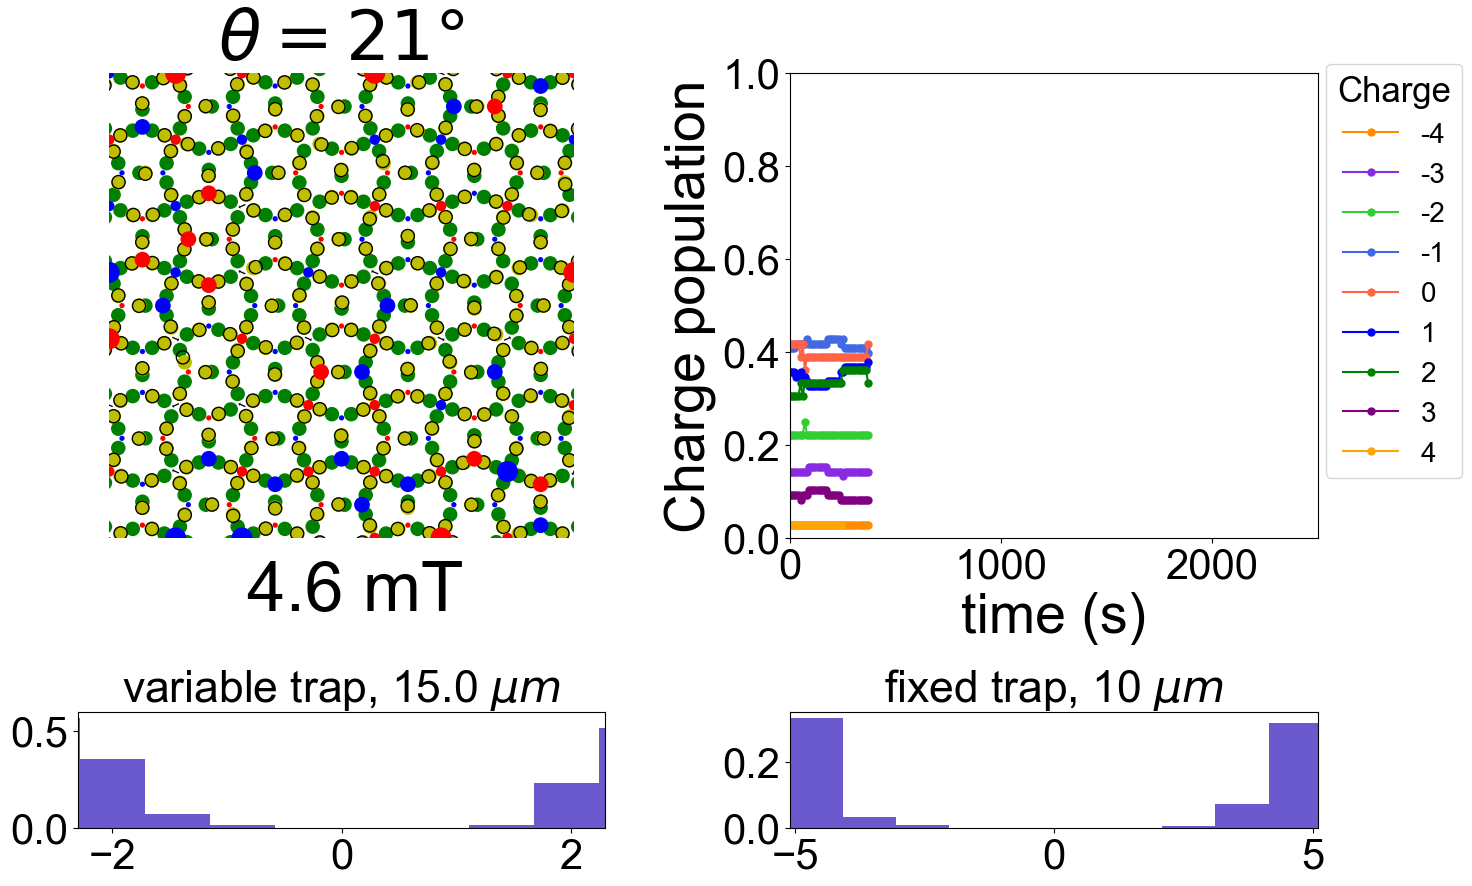 θ = 21°
4.6 mT
Charge population
1.0
0.8
0.6
0.4
0.2
0.0
0 1000 2000
time (s)
Charge
-4
-3
-2
-1
0
1
2
3
4
variable trap, 15.0 μm
0.5
0.0
−2 0 2
fixed trap, 10 μm
0.2
0.0
−5 0 5